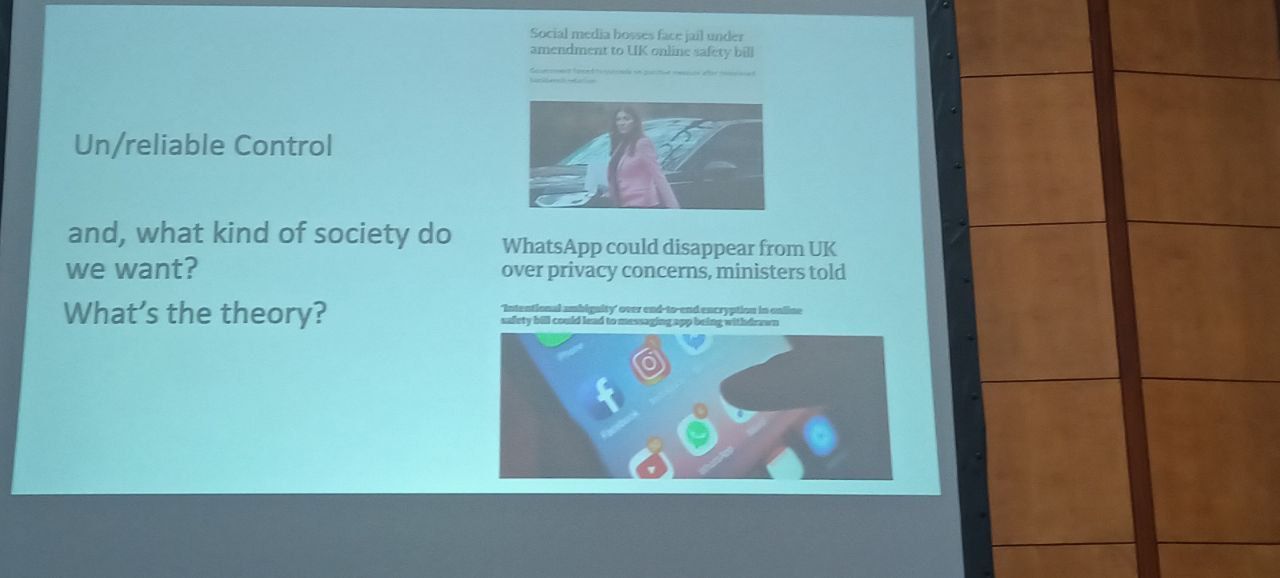 Un/reliable Control
and, what kind of society do
we want?
What's the theory?
Social media bosses face jail under
amendment to UK online safety bill
WhatsApp could disappear from UK
over privacy concerns, ministers told
'Intentional ambiguity' over end-to-end encryption in online
safety bill could lead to messaging app being withdrawn
Facebook
WhatsApp